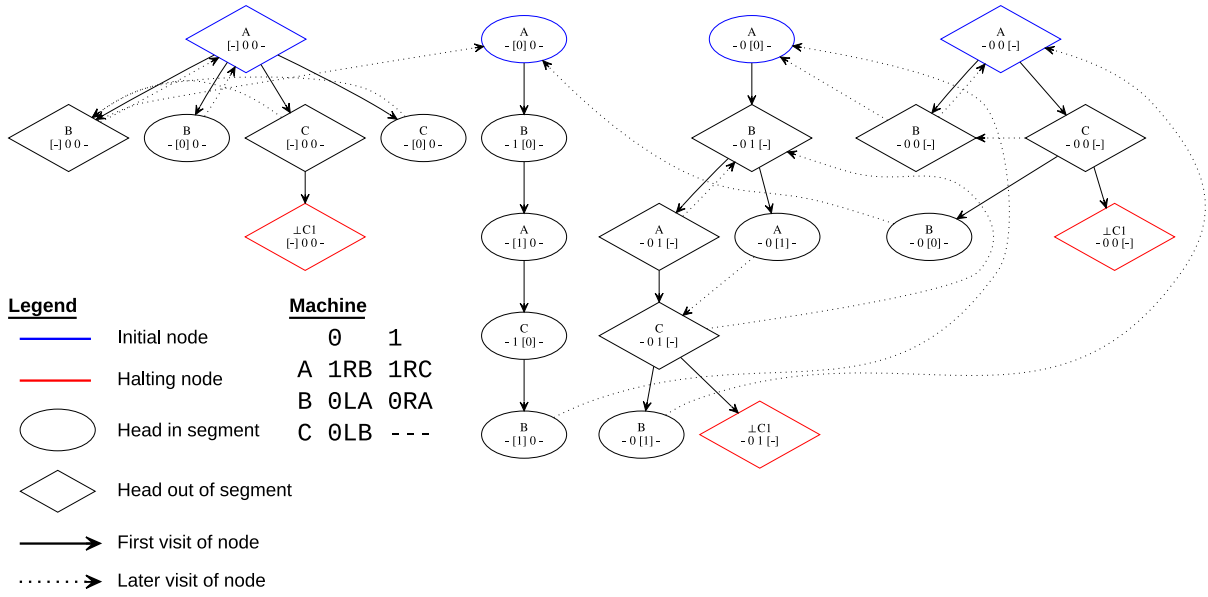 A
[-] 0 0 -
A
- [0] 0 -
A
- 0 [0] -
A
- 0 0 [-]
B
[-] 0 0 -
B
- [0] 0 -
C
[-] 0 0 -
C
- [0] 0 -
B
- 1 [0] -
B
- 0 1 [-]
B
- 0 0 [-]
C
- 0 0 [-]
⊥C1
[-] 0 0 -
A
- [1] 0 -
A
- 0 1 [-]
A
- 0 [1] -
B
- 0 [0] -
⊥C1
- 0 0 [-]
C
- 1 [0] -
C
- 0 1 [-]
B
- [1] 0 -
B
- 0 [1] -
⊥C1
- 0 1 [-]
Legend
Initial node
Halting node
Head in segment
Head out of segment
First visit of node
Later visit of node
Machine
0 1
A 1RB 1RC
B 0LA 0RA
C 0LB ---